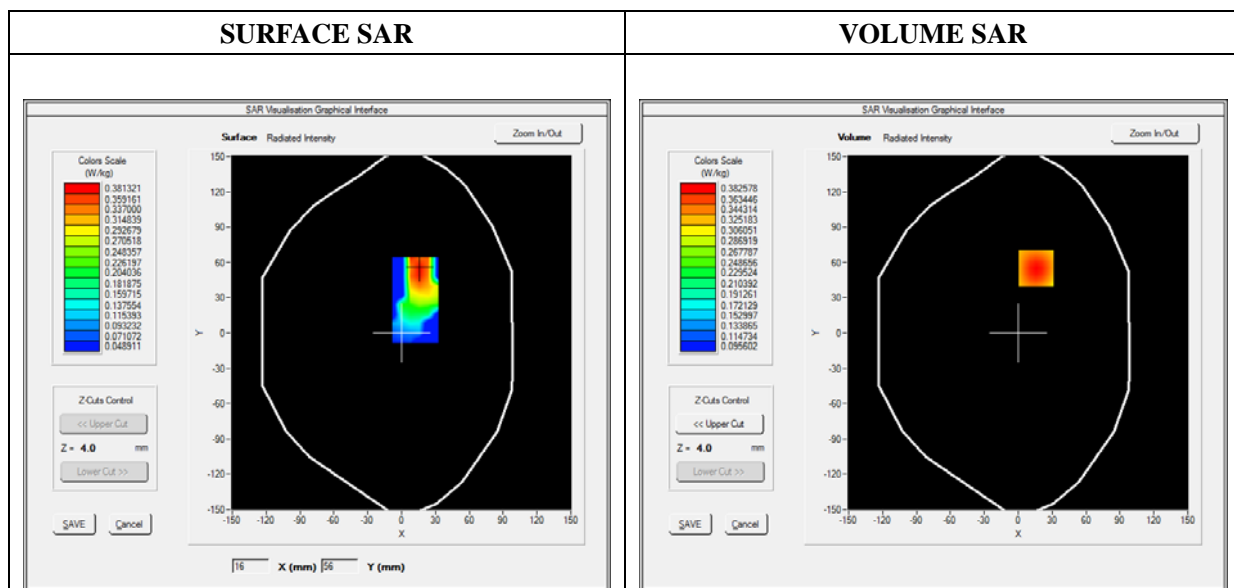 SURFACE SAR
VOLUME SAR
SAR Visualisation Graphical Interface
Surface Radiated Intensity
Zoom In/Out
Colors Scale
(W/kg)
0.381321
0.359161
0.337000
0.314839
0.292679
0.270518
0.248357
0.226197
0.204036
0.181875
0.159715
0.137554
0.115393
0.093232
0.071072
0.048911
Z-Cuts Control
<< Upper Cut
Z = 4.0 mm
Lower Cut >>
SAVE Cancel
150
120
90
60
30
0
-30
-60
-90
-120
-150
Y
-150 -120 -90 -60 -30 0 30 60 90 120 150
X
16 X (mm) 56 Y (mm)
SAR Visualisation Graphical Interface
Volume Radiated Intensity
Zoom In/Out
Colors Scale
(W/kg)
0.382578
0.363446
0.344314
0.325183
0.306051
0.286919
0.267787
0.248656
0.229524
0.210392
0.191261
0.172129
0.152997
0.133865
0.114734
0.095602
Z-Cuts Control
<< Upper Cut
Z = 4.0 mm
Lower Cut >>
SAVE Cancel
150
120
90
60
30
0
-30
-60
-90
-120
-150
Y
-150 -120 -90 -60 -30 0 30 60 90 120 150
X